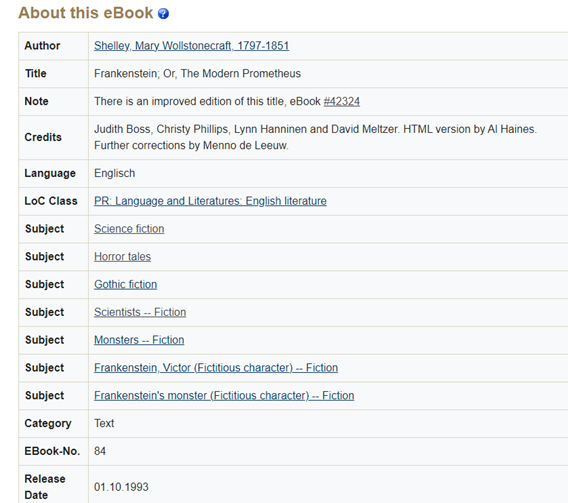 About this eBook
Author Shelley, Mary Wollstonecraft, 1797-1851
Title Frankenstein; Or, The Modern Prometheus
Note There is an improved edition of this title, eBook #42324
Credits Judith Boss, Christy Phillips, Lynn Hanninen and David Meltzer. HTML version by Al Haines.
Further corrections by Menno de Leeuw.
Language Englisch
LoC Class PR: Language and Literatures: English literature
Subject Science fiction
Subject Horror tales
Subject Gothic fiction
Subject Scientists -- Fiction
Subject Monsters -- Fiction
Subject Frankenstein, Victor (Fictitious character) -- Fiction
Subject Frankenstein's monster (Fictitious character) -- Fiction
Category Text
EBook-No. 84
Release
Date 01.10.1993